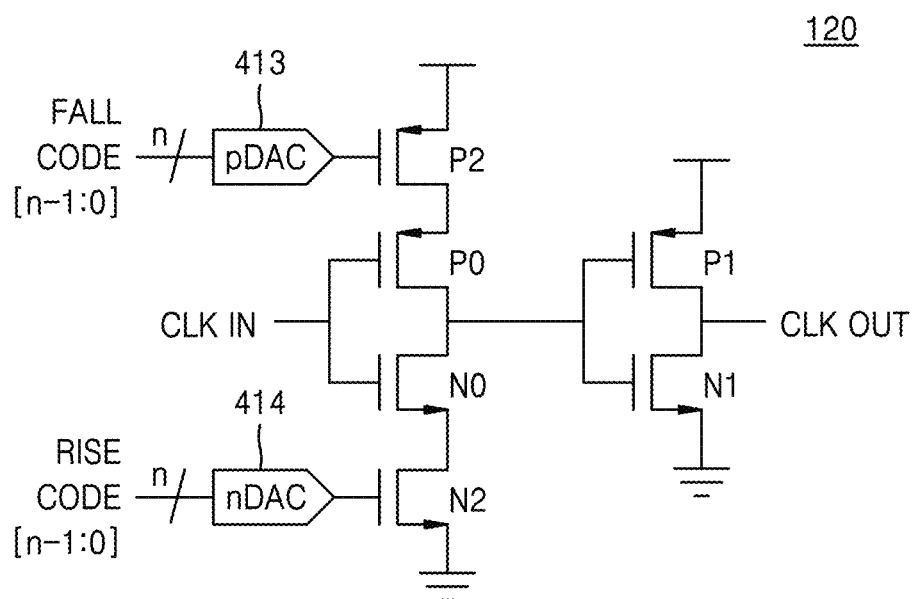 120
413
FALL
CODE
[n-1:0]
n
pDAC
P2
P0
P1
CLK IN
CLK OUT
N0
N1
414
RISE
CODE
[n-1:0]
n
nDAC
N2